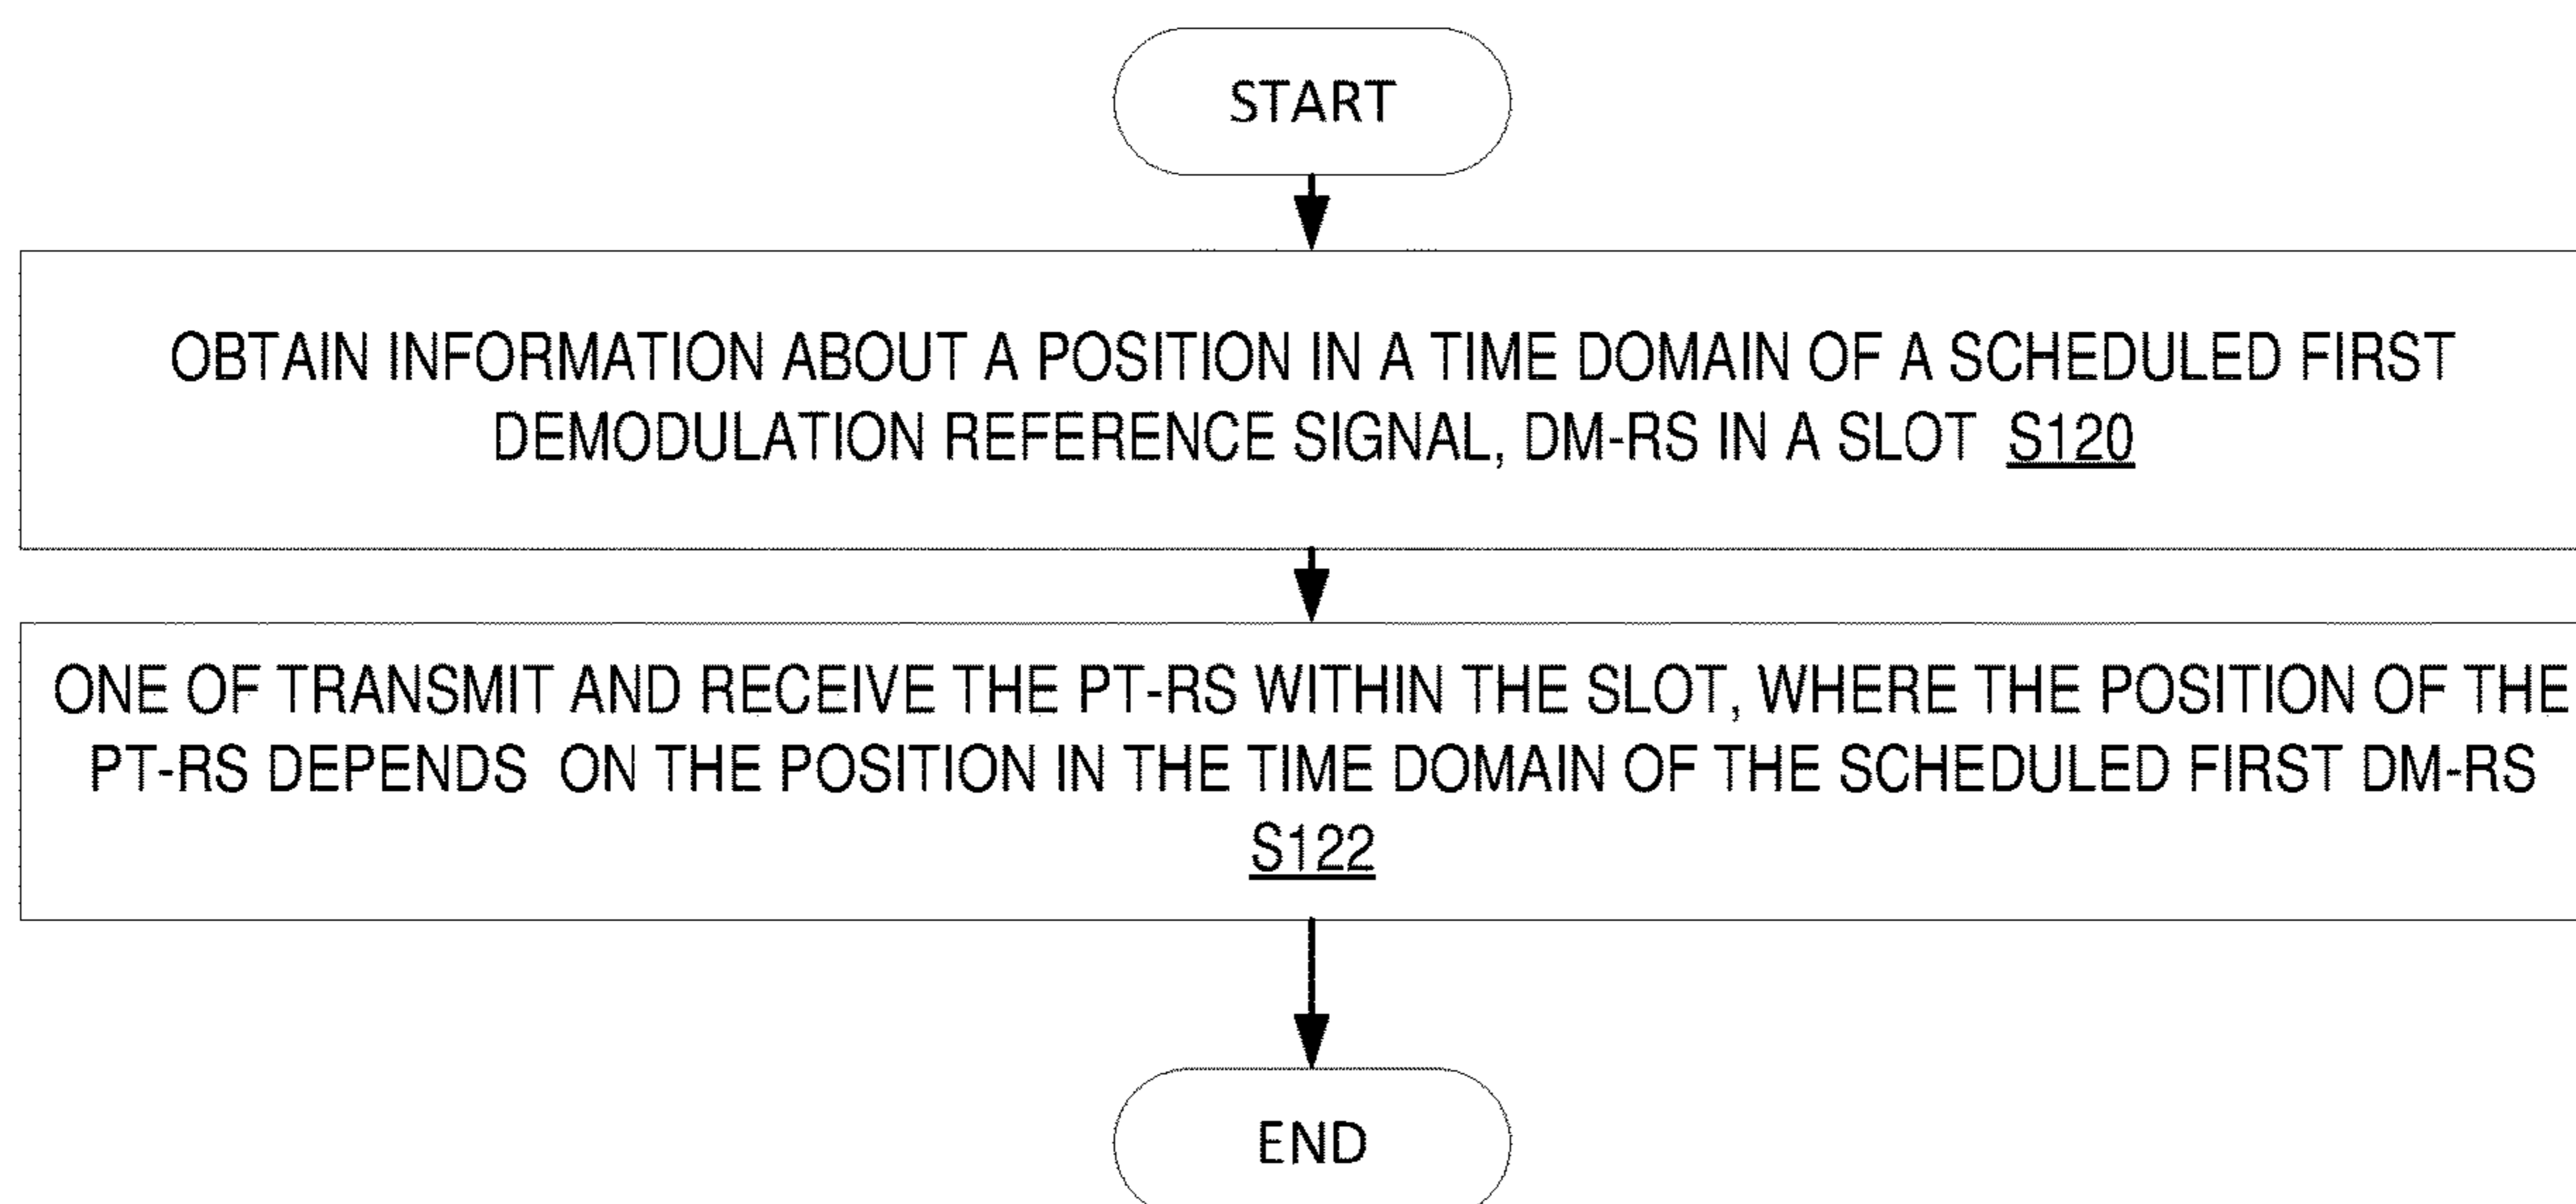 START
OBTAIN INFORMATION ABOUT A POSITION IN A TIME DOMAIN OF A SCHEDULED FIRST
DEMODULATION REFERENCE SIGNAL, DM-RS IN A SLOT S120
ONE OF TRANSMIT AND RECEIVE THE PT-RS WITHIN THE SLOT, WHERE THE POSITION OF THE
PT-RS DEPENDS ON THE POSITION IN THE TIME DOMAIN OF THE SCHEDULED FIRST DM-RS
S122
END